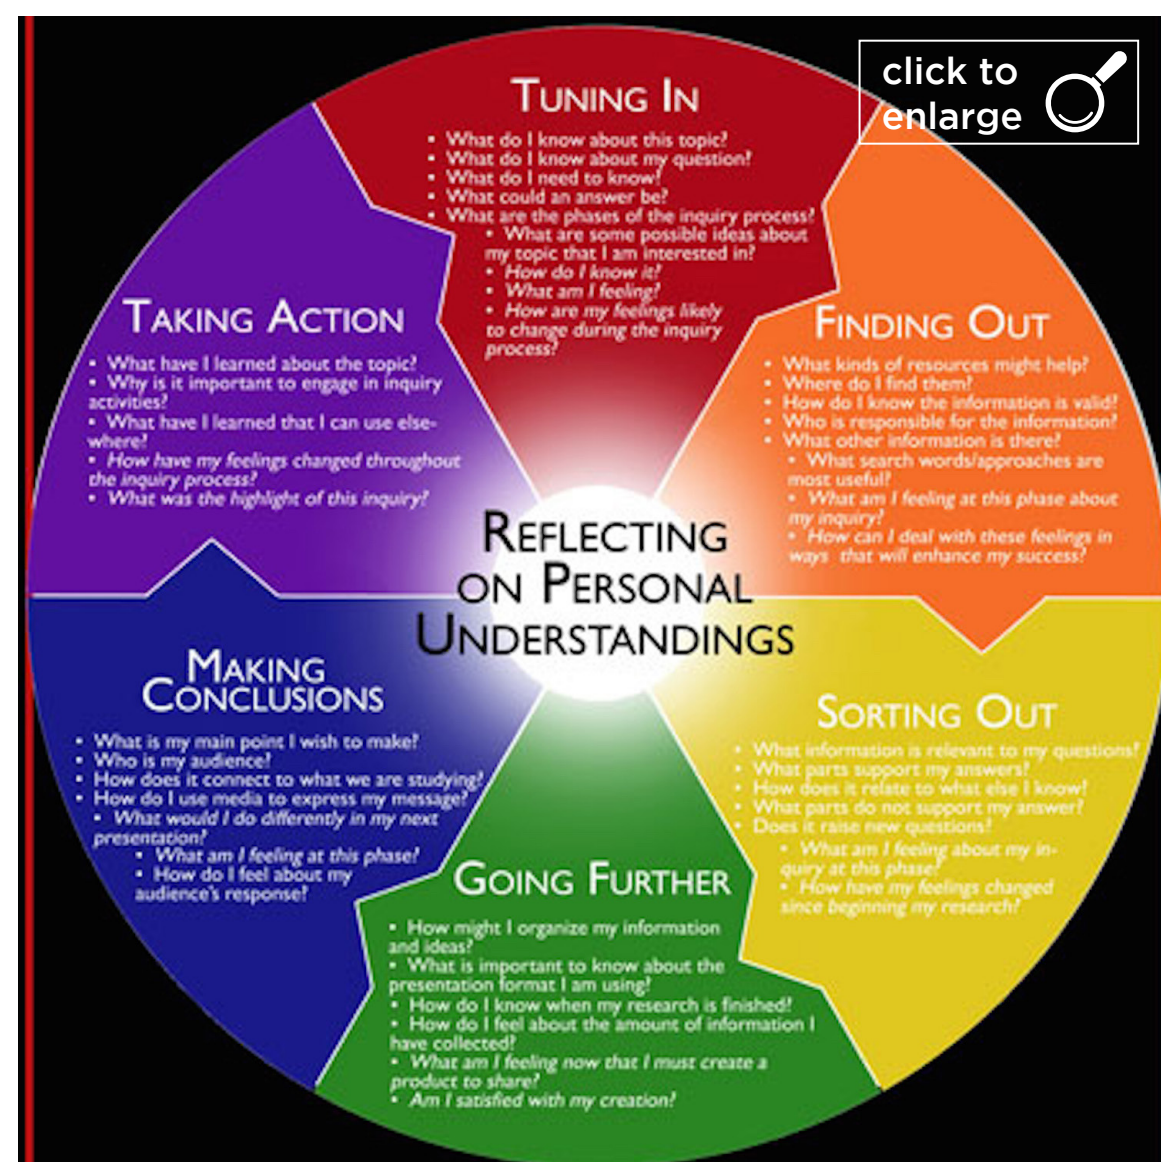 click to
enlarge
TUNING IN
• What do I know about this topic?
• What do I know about my question?
• What do I need to know?
• What could an answer be?
• What are the phases of the inquiry process?
• What are some possible ideas about
my topic that I am interested in?
• How do I know it?
• What am I feeling?
• How are my feelings likely
to change during the inquiry
process?
FINDING OUT
• What kinds of resources might help?
• Where do I find them?
• How do I know the information is valid?
• Who is responsible for the information?
• What other information is there?
• What search words/approaches are
most useful?
• What am I feeling at this phase about
my inquiry?
• How can I deal with these feelings in
ways that will enhance my success?
SORTING OUT
• What information is relevant to my questions?
• What parts support my answers?
• How does it relate to what else I know?
• What parts do not support my answer?
• Does it raise new questions?
• What am I feeling about my in-
quiry at this phase?
• How have my feelings changed
since beginning my research?
GOING FURTHER
• How might I organize my information
and ideas?
• What is important to know about the
presentation format I am using?
• How do I know when my research is finished?
• How do I feel about the amount of information I
have collected?
• What am I feeling now that I must create a
product to share?
• Am I satisfied with my creation?
MAKING
CONCLUSIONS
• What is my main point I wish to make?
• Who is my audience?
• How does it connect to what we are studying?
• How do I use media to express my message?
• What would I do differently in my next
presentation?
• What am I feeling at this phase?
• How do I feel about my
audience's response?
TAKING ACTION
• What have I learned about the topic?
• Why is it important to engage in inquiry
activities?
• What have I learned that I can use else-
where?
• How have my feelings changed throughout
the inquiry process?
• What was the highlight of this inquiry?
REFLECTING
ON PERSONAL
UNDERSTANDINGS